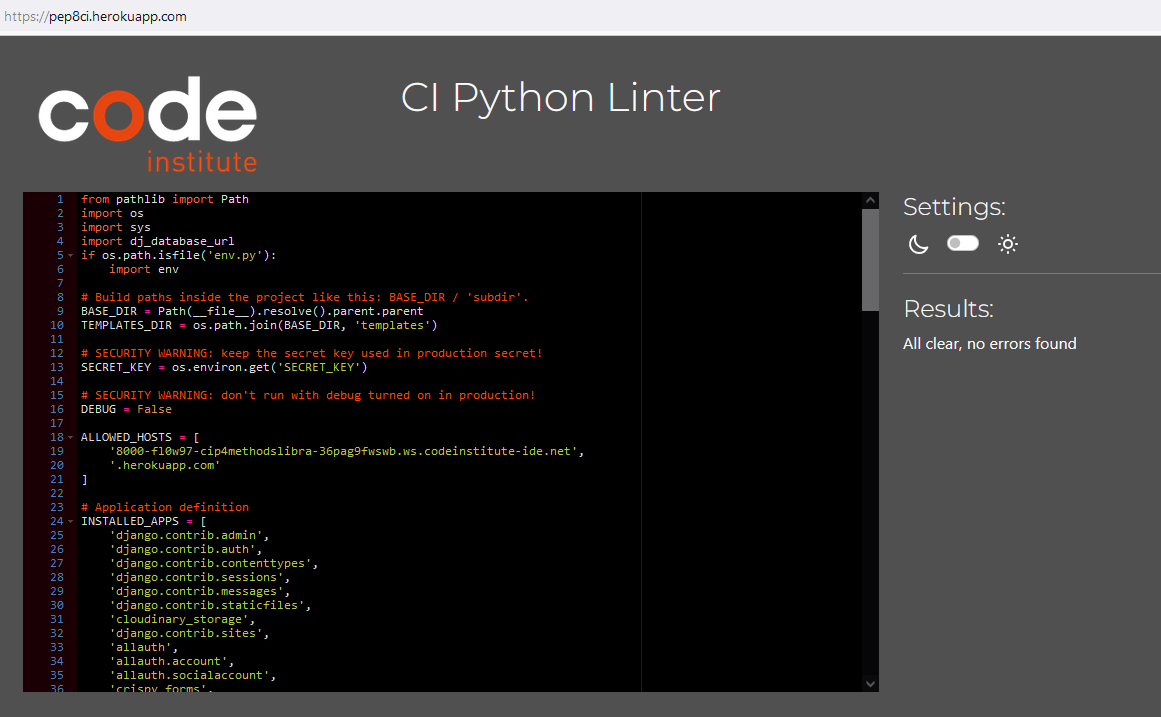 https://pep8ci.herokuapp.com
code
institute
CI Python Linter
1 from pathlib import Path
2 import os
3 import sys
4 import dj_database_url
5 if os.path.isfile('env.py'):
6     import env
7
8 # Build paths inside the project like this: BASE_DIR / 'subdir'.
9 BASE_DIR = Path(__file__).resolve().parent.parent
10 TEMPLATES_DIR = os.path.join(BASE_DIR, 'templates')
11
12 # SECURITY WARNING: keep the secret key used in production secret!
13 SECRET_KEY = os.environ.get('SECRET_KEY')
14
15 # SECURITY WARNING: don't run with debug turned on in production!
16 DEBUG = False
17
18 ALLOWED_HOSTS = [
19     '8000-fl0w97-cip4methodslibra-36pag9fwswb.ws.codeinstitute-ide.net',
20     '.herokuapp.com'
21 ]
22
23 # Application definition
24 INSTALLED_APPS = [
25     'django.contrib.admin',
26     'django.contrib.auth',
27     'django.contrib.contenttypes',
28     'django.contrib.sessions',
29     'django.contrib.messages',
30     'django.contrib.staticfiles',
31     'cloudinary_storage',
32     'django.contrib.sites',
33     'allauth',
34     'allauth.account',
35     'allauth.socialaccount',
36     'crispy_forms',
Settings:
Results:
All clear, no errors found